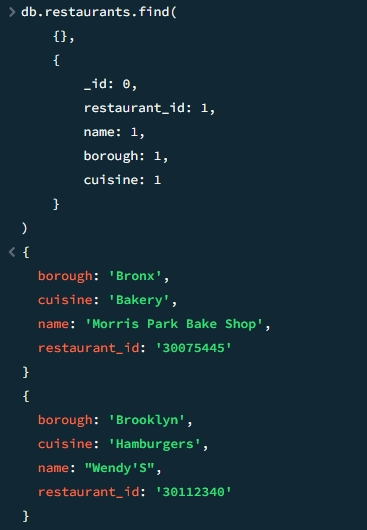 > db.restaurants.find(
{},
{
_id: 0,
restaurant_id: 1,
name: 1,
borough: 1,
cuisine: 1
}
)
< {
borough: 'Bronx',
cuisine: 'Bakery',
name: 'Morris Park Bake Shop',
restaurant_id: '30075445'
}
{
borough: 'Brooklyn',
cuisine: 'Hamburgers',
name: "Wendy'S",
restaurant_id: '30112340'
}